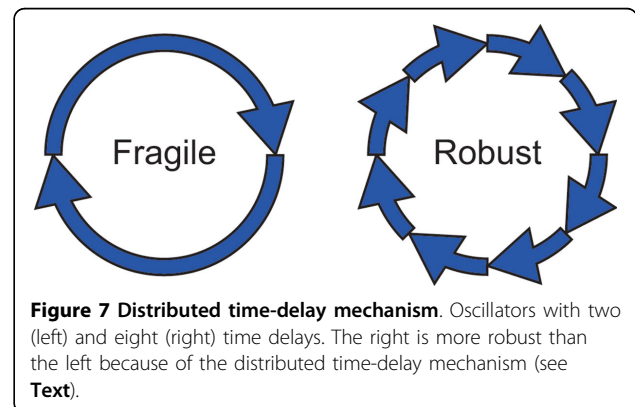 Fragile
Robust
Figure 7 Distributed time-delay mechanism. Oscillators with two
(left) and eight (right) time delays. The right is more robust than
the left because of the distributed time-delay mechanism (see
Text).